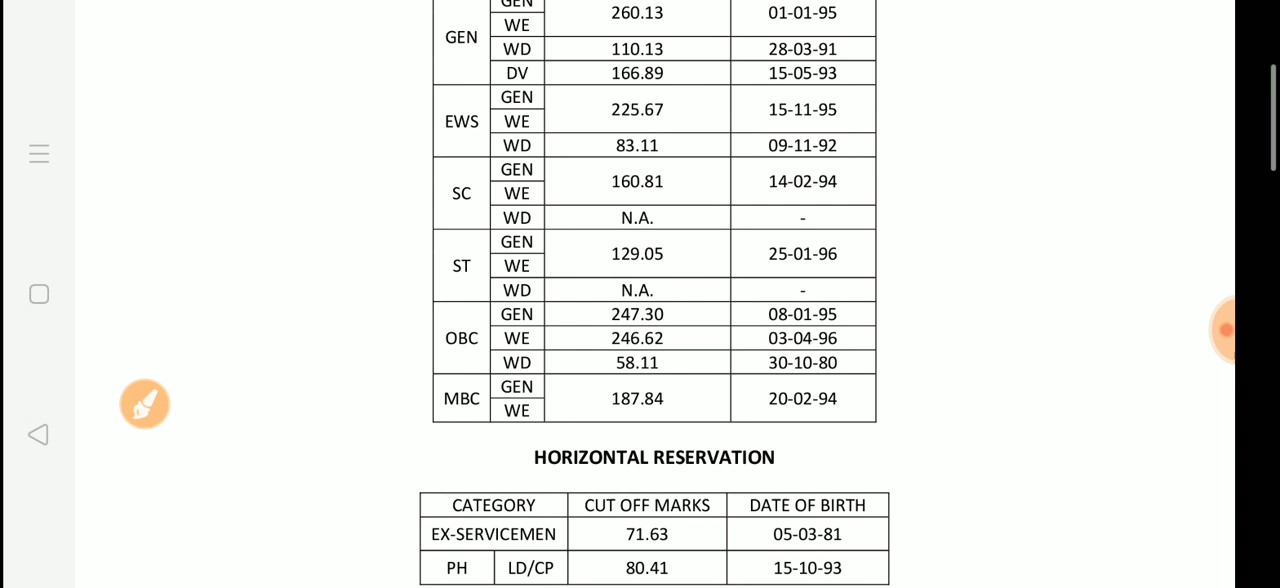 GEN
GEN 260.13 01-01-95
WE
WD 110.13 28-03-91
DV 166.89 15-05-93
EWS
GEN 225.67 15-11-95
WE
WD 83.11 09-11-92
SC
GEN 160.81 14-02-94
WE
WD N.A. -
ST
GEN 129.05 25-01-96
WE
WD N.A. -
OBC
GEN 247.30 08-01-95
WE 246.62 03-04-96
WD 58.11 30-10-80
MBC
GEN 187.84 20-02-94
WE
HORIZONTAL RESERVATION
CATEGORY CUT OFF MARKS DATE OF BIRTH
EX-SERVICEMEN 71.63 05-03-81
PH LD/CP 80.41 15-10-93